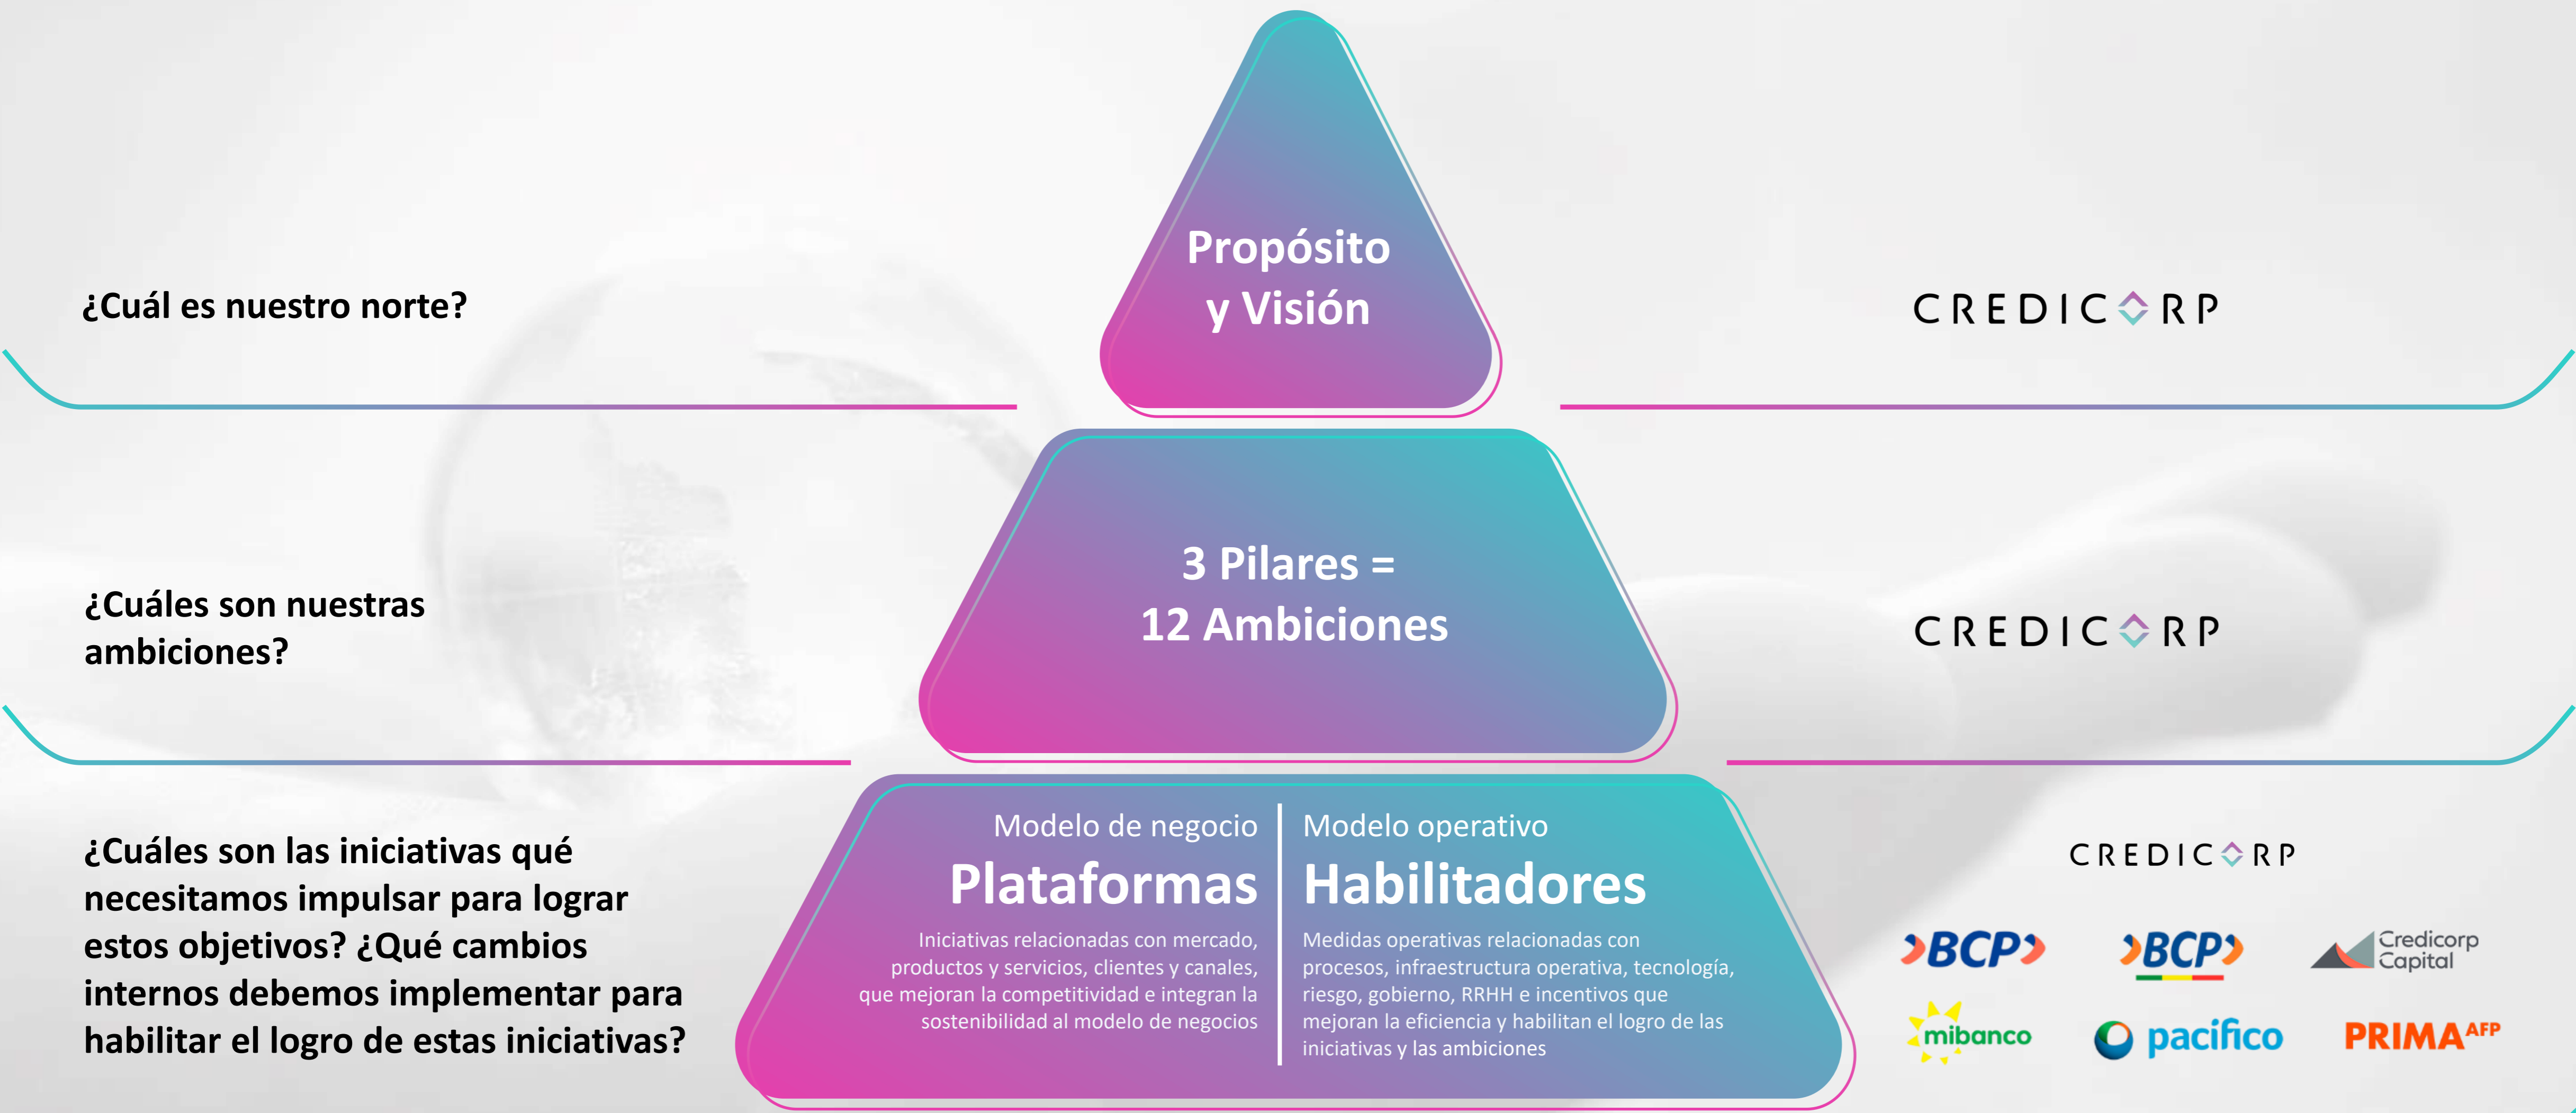 Propósito
y Visión
¿Cuál es nuestro norte?
CREDICORP
3 Pilares =
12 Ambiciones
¿Cuáles son nuestras
ambiciones?
CREDICORP
¿Cuáles son las iniciativas qué
necesitamos impulsar para lograr
estos objetivos? ¿Qué cambios
internos debemos implementar para
habilitar el logro de estas iniciativas?
Modelo de negocio
Plataformas
Iniciativas relacionadas con mercado,
productos y servicios, clientes y canales,
que mejoran la competitividad e integran la
sostenibilidad al modelo de negocios
Modelo operativo
Habilitadores
Medidas operativas relacionadas con
procesos, infraestructura operativa, tecnología,
riesgo, gobierno, RRHH e incentivos que
mejoran la eficiencia y habilitan el logro de las
iniciativas y las ambiciones
CREDICORP
BCP
BCP
Credicorp
Capital
mibanco
pacífico
PRIMA AFP